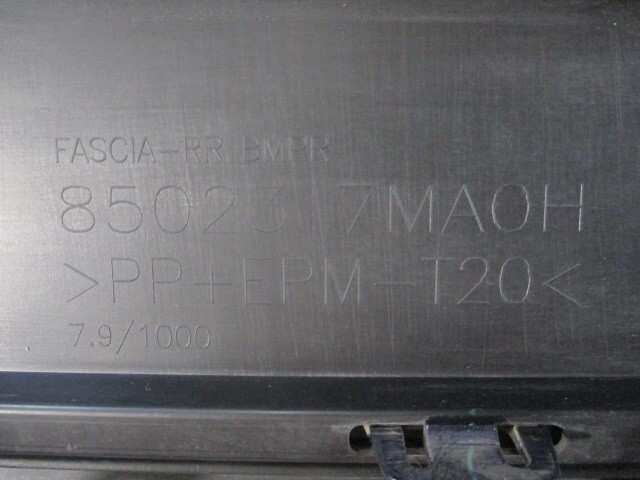 FASCIA-RR BMPR
85023 7MA0H
>PP+EPM-T20<
7.9/1000